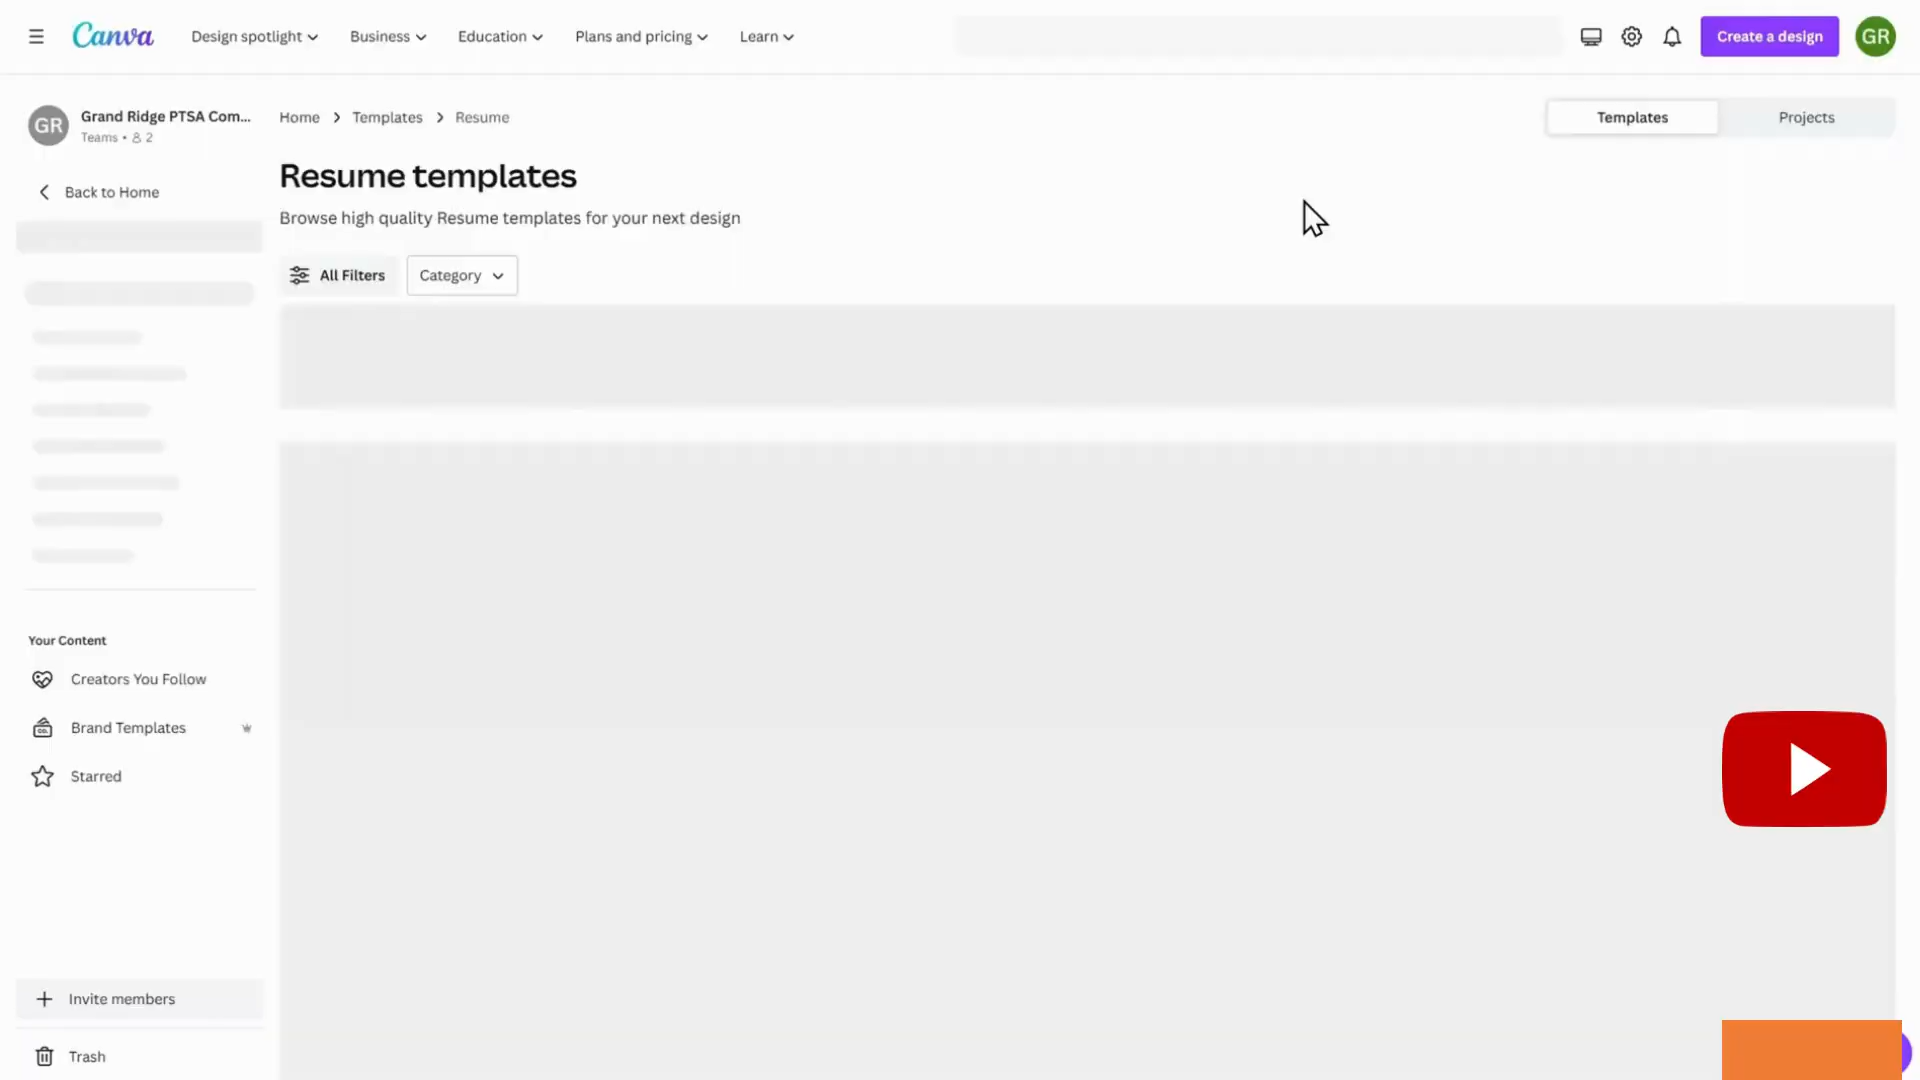 Canva
Design spotlight
Business
Education
Plans and pricing
Learn
Create a design
GR
GR
Grand Ridge PTSA Com...
Teams • 2
Home
Templates
Resume
Templates
Projects
Resume templates
Back to Home
Browse high quality Resume templates for your next design
All Filters
Category
Your Content
Creators You Follow
Brand Templates
Starred
Invite members
Trash